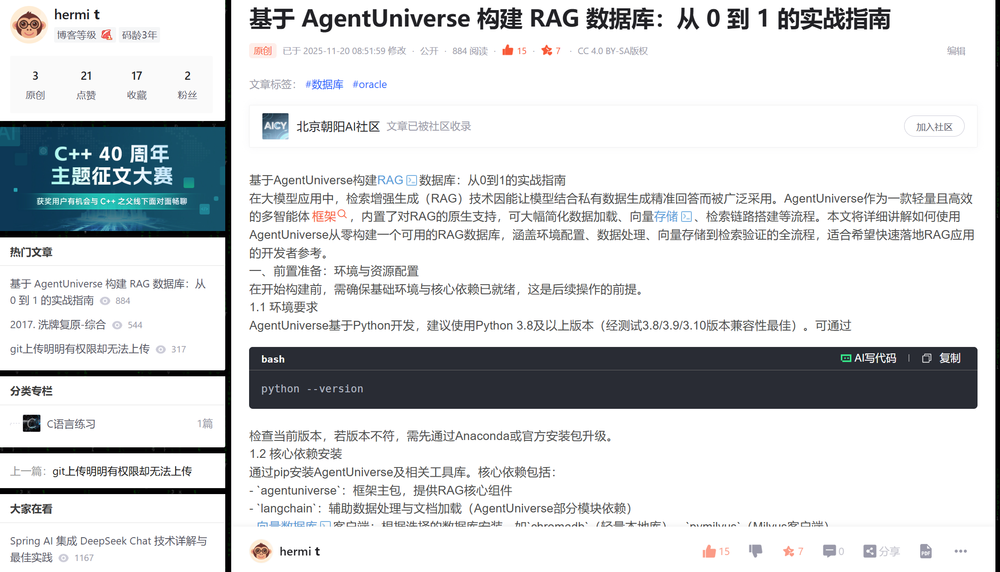 hermi t
博客等级 1 码龄3年
3 21 17 2
原创 点赞 收藏 粉丝
AI
C++ 40 周年
主题征文大赛
获奖用户有机会与 C++ 之父线下面对面畅聊
热门文章
基于 AgentUniverse 构建 RAG 数据库：从
0 到 1 的实战指南 884
2017. 洗牌复原-综合 544
git上传明明有权限却无法上传 317
分类专栏
C语言练习 1篇
上一篇：git上传明明有权限却无法上传
大家在看
Spring AI 集成 DeepSeek Chat 技术详解与
最佳实践 1167
基于 AgentUniverse 构建 RAG 数据库：从 0 到 1 的实战指南
原创 已于 2025-11-20 08:51:59 修改 · 公开 · 884 阅读 · 15 · 7 · CC 4.0 BY-SA版权 编辑
文章标签： #数据库 #oracle
AICY 北京朝阳AI社区 文章已被社区收录 加入社区
基于AgentUniverse构建RAG数据库：从0到1的实战指南
在大模型应用中，检索增强生成（RAG）技术因能让模型结合私有数据生成精准回答而被广泛采用。AgentUniverse作为一款轻量且高效
的多智能体 框架，内置了对RAG的原生支持，可大幅简化数据加载、向量存储、检索链路搭建等流程。本文将详细讲解如何使用
AgentUniverse从零构建一个可用的RAG数据库，涵盖环境配置、数据处理、向量存储到检索验证的全流程，适合希望快速落地RAG应用
的开发者参考。
一、前置准备：环境与资源配置
在开始构建前，需确保基础环境与核心依赖已就绪，这是后续操作的前提。
1.1 环境要求
AgentUniverse基于Python开发，建议使用Python 3.8及以上版本（经测试3.8/3.9/3.10版本兼容性最佳）。可通过
bash AI写代码 复制
python --version
检查当前版本，若版本不符，需先通过Anaconda或官方安装包升级。
1.2 核心依赖安装
通过pip安装AgentUniverse及相关工具库。核心依赖包括：
- `agentuniverse`：框架主包，提供RAG核心组件
- `langchain`：辅助数据处理与文档加载（AgentUniverse部分模块依赖）
- 向量数据库 客户端：根据选择的数据库安装，如`chromadb`（轻量本地库）、`pymilvus`（Milvus客户端）
hermi t 15 7 0 分享 PDF